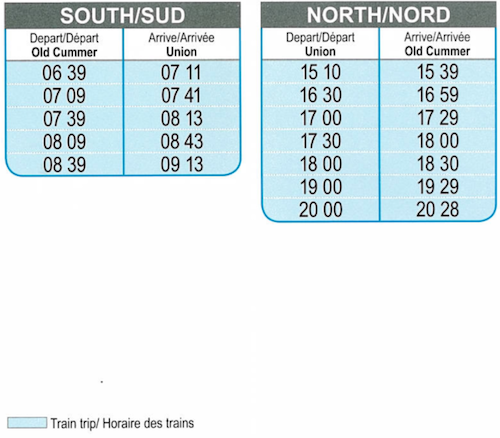 SOUTH/SUD
Depart/Départ Arrive/Arrivée
Old Cummer Union
06 39 07 11
07 09 07 41
07 39 08 13
08 09 08 43
08 39 09 13
NORTH/NORD
Depart/Départ Arrive/Arrivée
Union Old Cummer
15 10 15 39
16 30 16 59
17 00 17 29
17 30 18 00
18 00 18 30
19 00 19 29
20 00 20 28
Train trip/ Horaire des trains